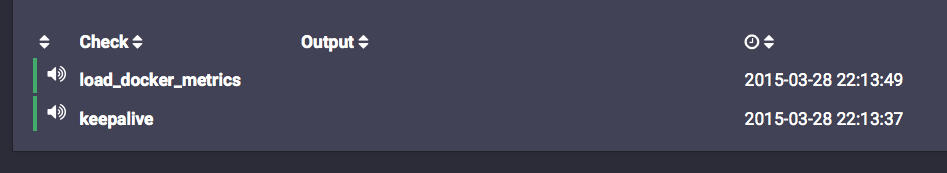 Check Output
load_docker_metrics 2015-03-28 22:13:49
keepalive 2015-03-28 22:13:37